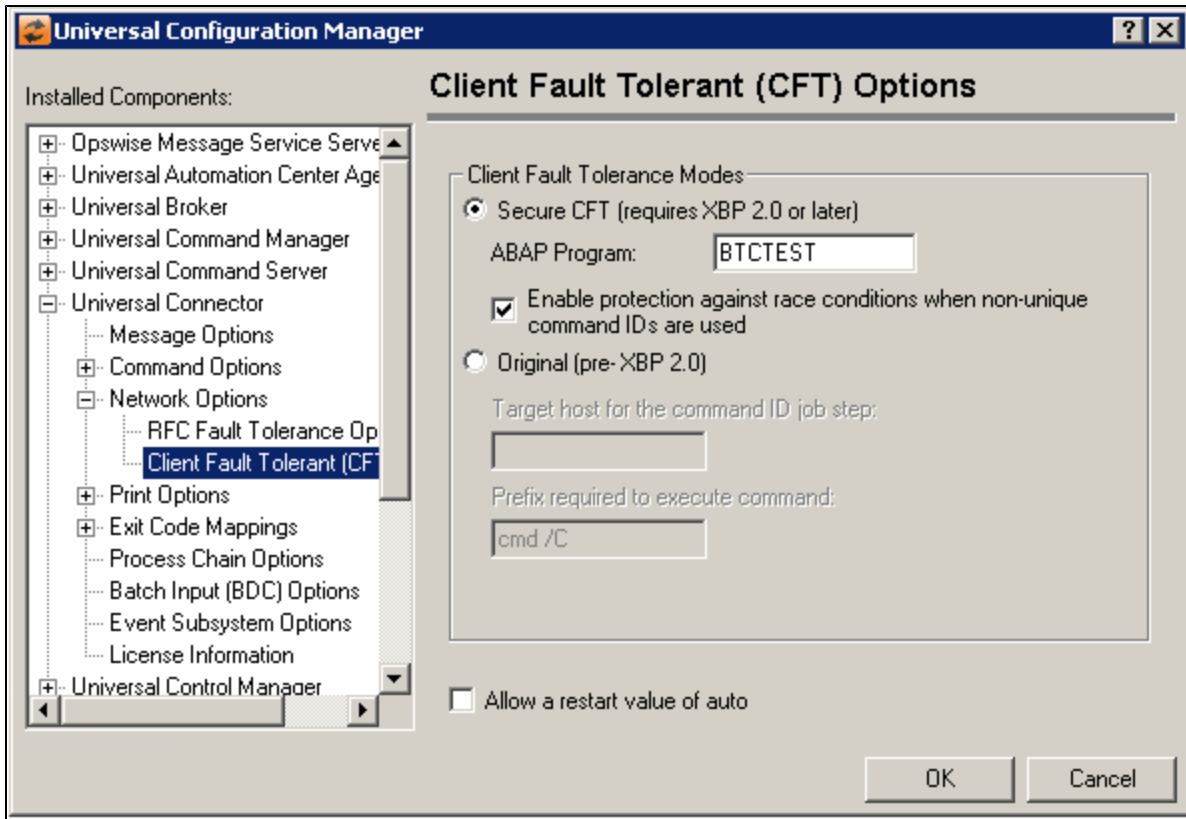 Universal Configuration Manager
Installed Components:
Client Fault Tolerant (CFT) Options
Opswise Message Service Serve
Universal Automation Center Age
Universal Broker
Universal Command Manager
Universal Command Server
Universal Connector
Message Options
Command Options
Network Options
RFC Fault Tolerance Op
Client Fault Tolerant (CFT
Print Options
Exit Code Mappings
Process Chain Options
Batch Input (BDC) Options
Event Subsystem Options
License Information
Universal Control Manager
Client Fault Tolerance Modes
Secure CFT (requires XBP 2.0 or later)
ABAP Program: BTCTEST
Enable protection against race conditions when non-unique
command IDs are used
Original (pre- XBP 2.0)
Target host for the command ID job step:
Prefix required to execute command:
cmd /C
Allow a restart value of auto
OK Cancel